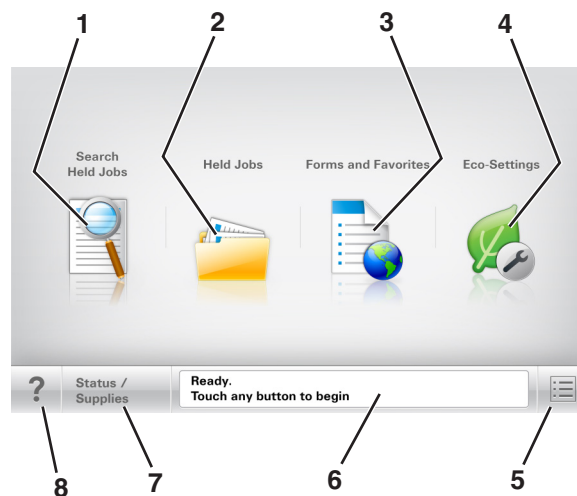 1
2
3
4
Search
Held Jobs
Held Jobs
Forms and Favorites
Eco-Settings
?
Status /
Supplies
Ready.
Touch any button to begin
8
7
6
5